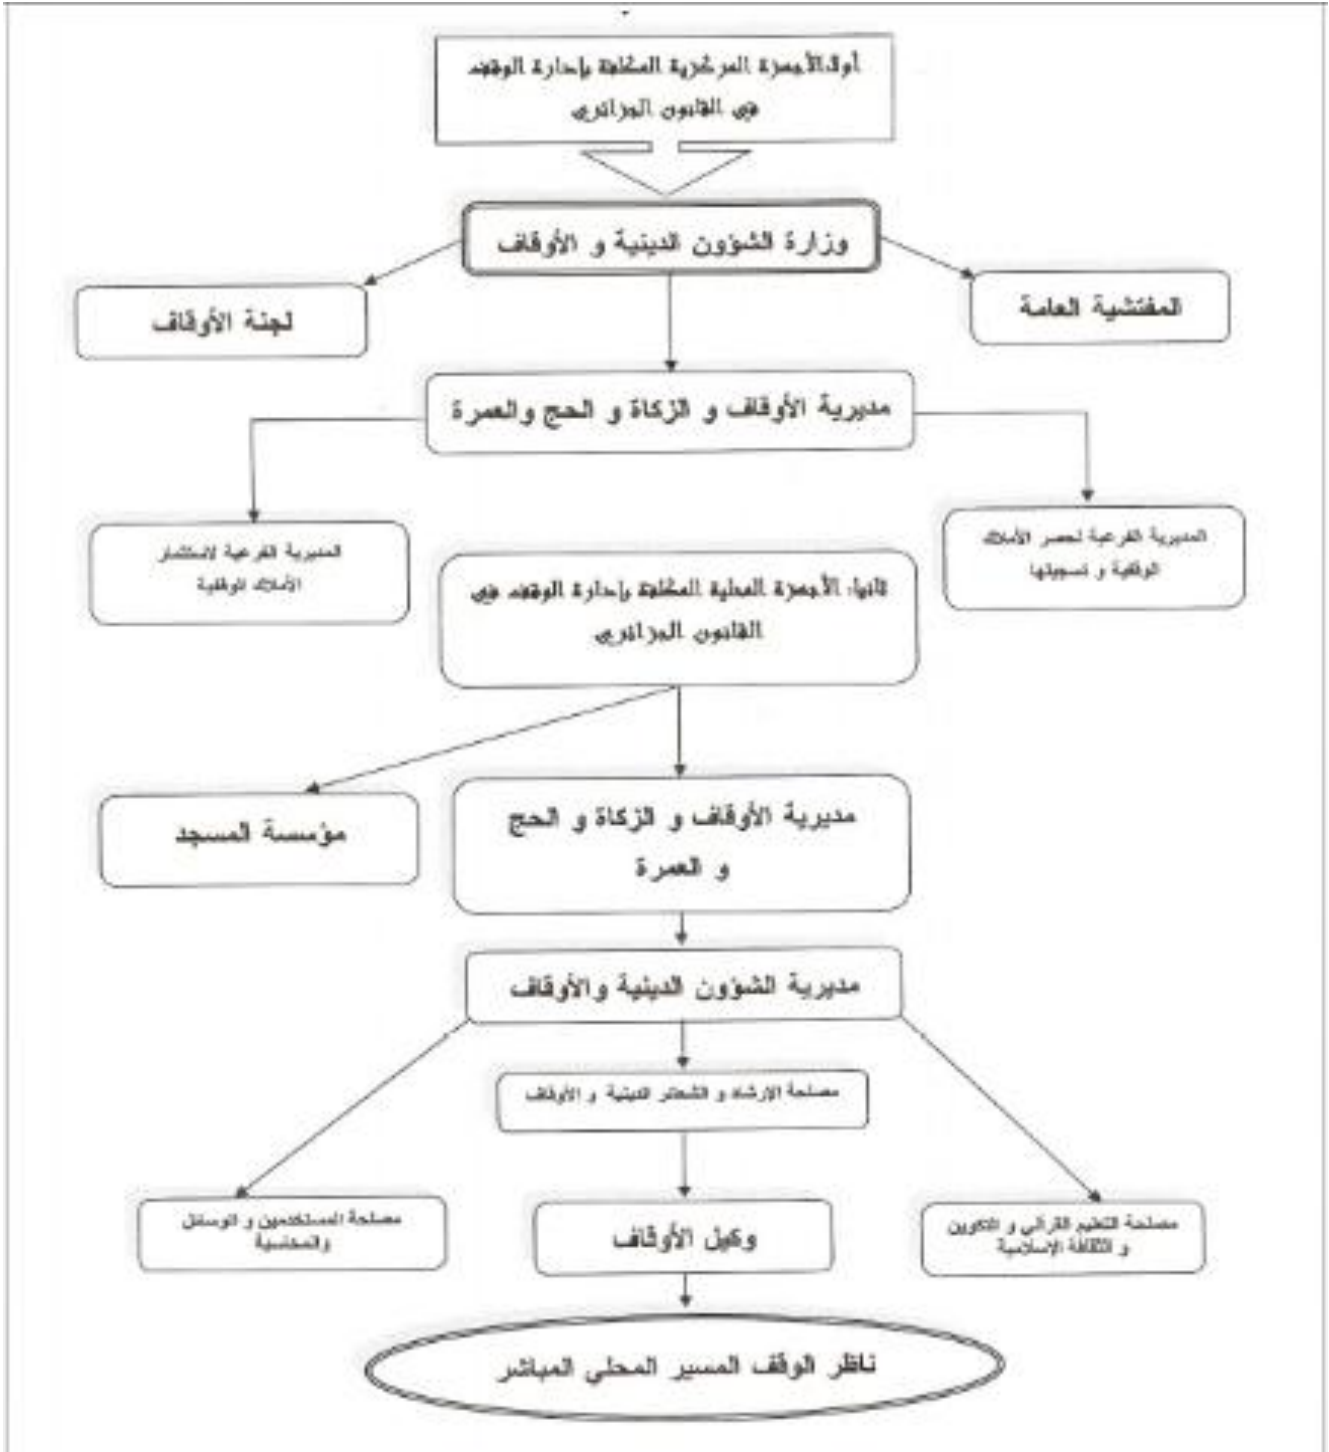 أولا:الأجهزة المركزية المكلفة بإدارة الوقف
في القانون الجزائري
وزارة الشؤون الدينية و الأوقاف
المفتشية العامة
لجنة الأوقاف
مديرية الأوقاف و الزكاة و الحج والعمرة
المديرية الفرعية لحصر الأملاك
الوقفية و تسجيلها
المديرية الفرعية لاستثمار
الأملاك الوقفية
ثانيا: الأجهزة المحلية المكلفة بإدارة الوقف في
القانون الجزائري
مؤسسة المسجد
مديرية الأوقاف و الزكاة و الحج
و العمرة
مديرية الشؤون الدينية والأوقاف
مصلحة الإرشاد و الشعائر الدينية و الأوقاف
مصلحة التعليم القرآني و التكوين
و الثقافة الإسلامية
وكيل الأوقاف
مصلحة المستخدمين و الوسائل
والمحاسبة
ناظر الوقف المسير المحلي المباشر